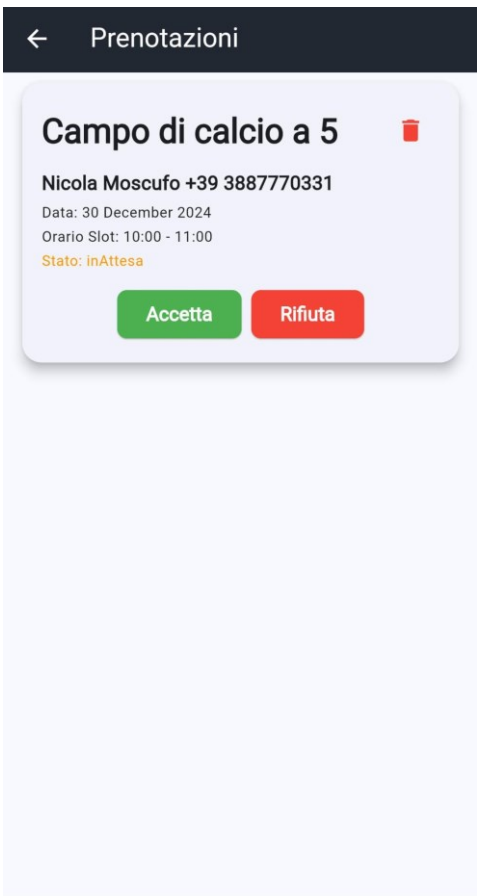 Prenotazioni
Campo di calcio a 5
Nicola Moscufo +39 3887770331
Data: 30 December 2024
Orario Slot: 10:00 - 11:00
Stato: inAttesa
Accetta Rifiuta